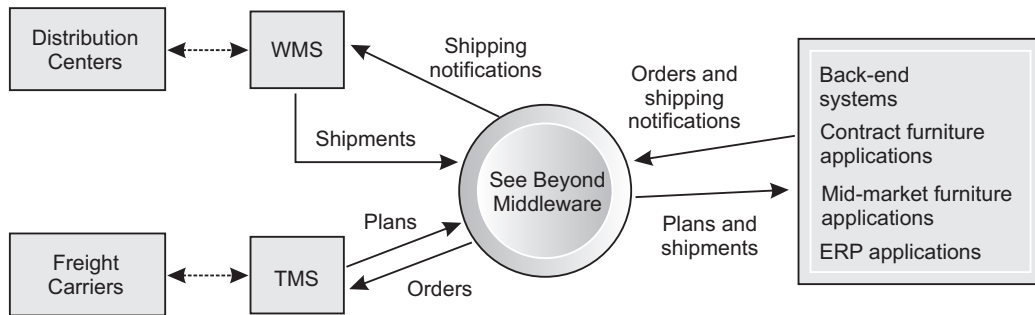 Distribution
Centers
WMS
Shipping
notifications
Shipments
Orders and
shipping
notifications
Back-end
systems
Contract furniture
applications
Mid-market furniture
applications
ERP applications
See Beyond
Middleware
Plans
Plans and
shipments
Freight
Carriers
TMS
Orders